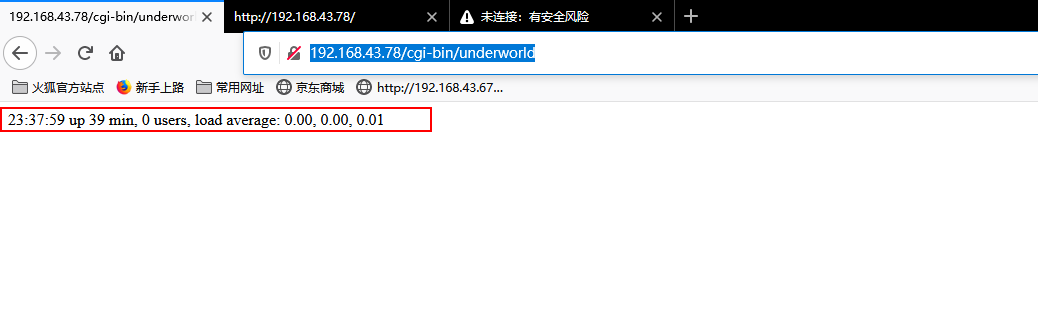 192.168.43.78/cgi-bin/underworl
http://192.168.43.78/
未连接：有安全风险
192.168.43.78/cgi-bin/underworld
火狐官方站点 新手上路 常用网址 京东商城 http://192.168.43.67...
23:37:59 up 39 min, 0 users, load average: 0.00, 0.00, 0.01